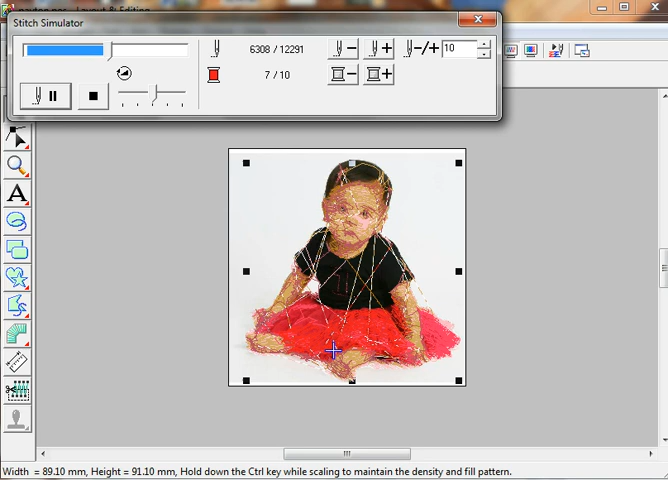 Layout & Editing
Stitch Simulator
6308 / 12291
10
7 / 10
A
Width = 89.10 mm, Height = 91.10 mm, Hold down the Ctrl key while scaling to maintain the density and fill pattern.